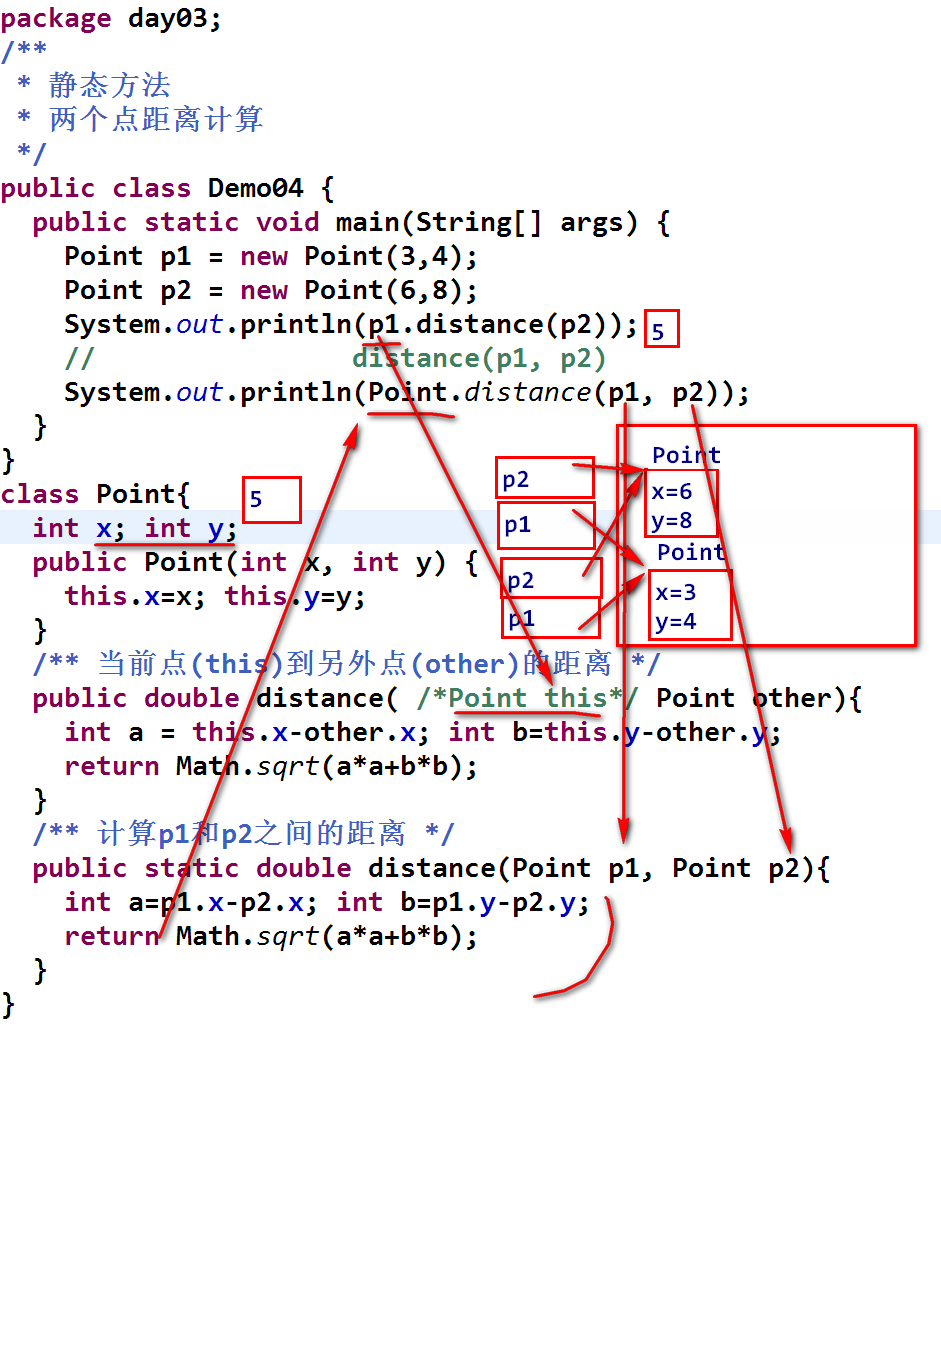 package day03;
/**
 * 静态方法
 * 两个点距离计算
 */
public class Demo04 {
  public static void main(String[] args) {
    Point p1 = new Point(3,4);
    Point p2 = new Point(6,8);
    System.out.println(p1.distance(p2));
5
    //                distance(p1, p2)
    System.out.println(Point.distance(p1, p2));
  }
}
class Point{
5
  int x; int y;
  public Point(int x, int y) {
    this.x=x; this.y=y;
  }
p2
p1
p2
p1
Point
x=6
y=8
Point
x=3
y=4
  /** 当前点(this)到另外点(other)的距离 */
  public double distance( /*Point this*/ Point other){
    int a = this.x-other.x; int b=this.y-other.y;
    return Math.sqrt(a*a+b*b);
  }
  /** 计算p1和p2之间的距离 */
  public static double distance(Point p1, Point p2){
    int a=p1.x-p2.x; int b=p1.y-p2.y;
    return Math.sqrt(a*a+b*b);
  }
}